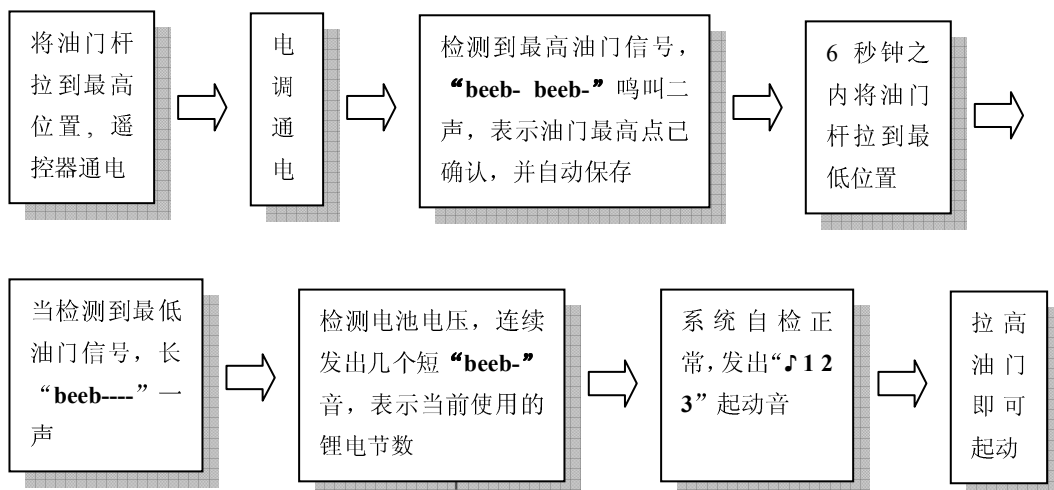 将油门杆
拉到最高
位置，遥
控器通电
电
调
通
电
检测到最高油门信号，
“beeb- beeb-”鸣叫二
声，表示油门最高点已
确认，并自动保存
6 秒钟之
内将油门
杆拉到最
低位置
当检测到最低
油门信号，长
“beeb----”一
声
检测电池电压，连续
发出几个短“beeb-”
音，表示当前使用的
锂电节数
系统自检正
常，发出“♪1 2
3”起动音
拉高
油门
即可
起动